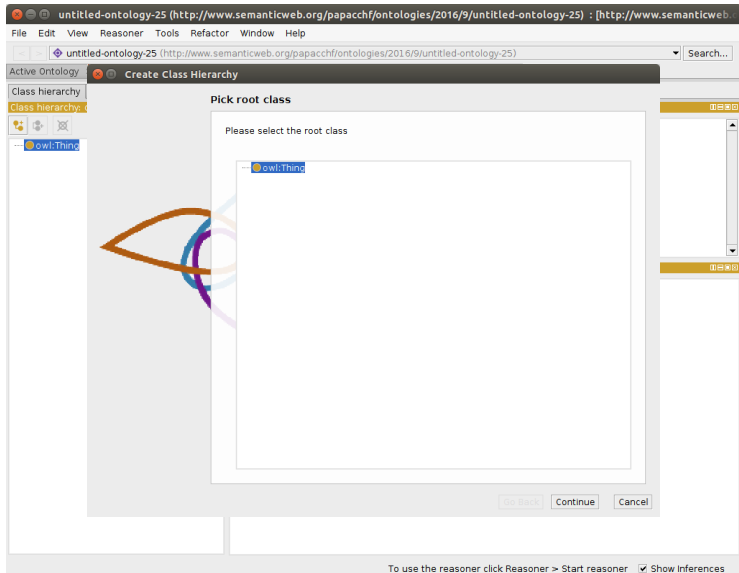 untitled-ontology-25 (http://www.semanticweb.org/papacchf/ontologies/2016/9/untitled-ontology-25) : [http://www.semanticweb.o
File Edit View Reasoner Tools Refactor Window Help
untitled-ontology-25 (http://www.semanticweb.org/papacchf/ontologies/2016/9/untitled-ontology-25)
Search...
Active Ontology
Create Class Hierarchy
Class hierarchy
Class hierarchy:
owl:Thing
Pick root class
Please select the root class
owl:Thing
Go Back Continue Cancel
To use the reasoner click Reasoner > Start reasoner Show Inferences